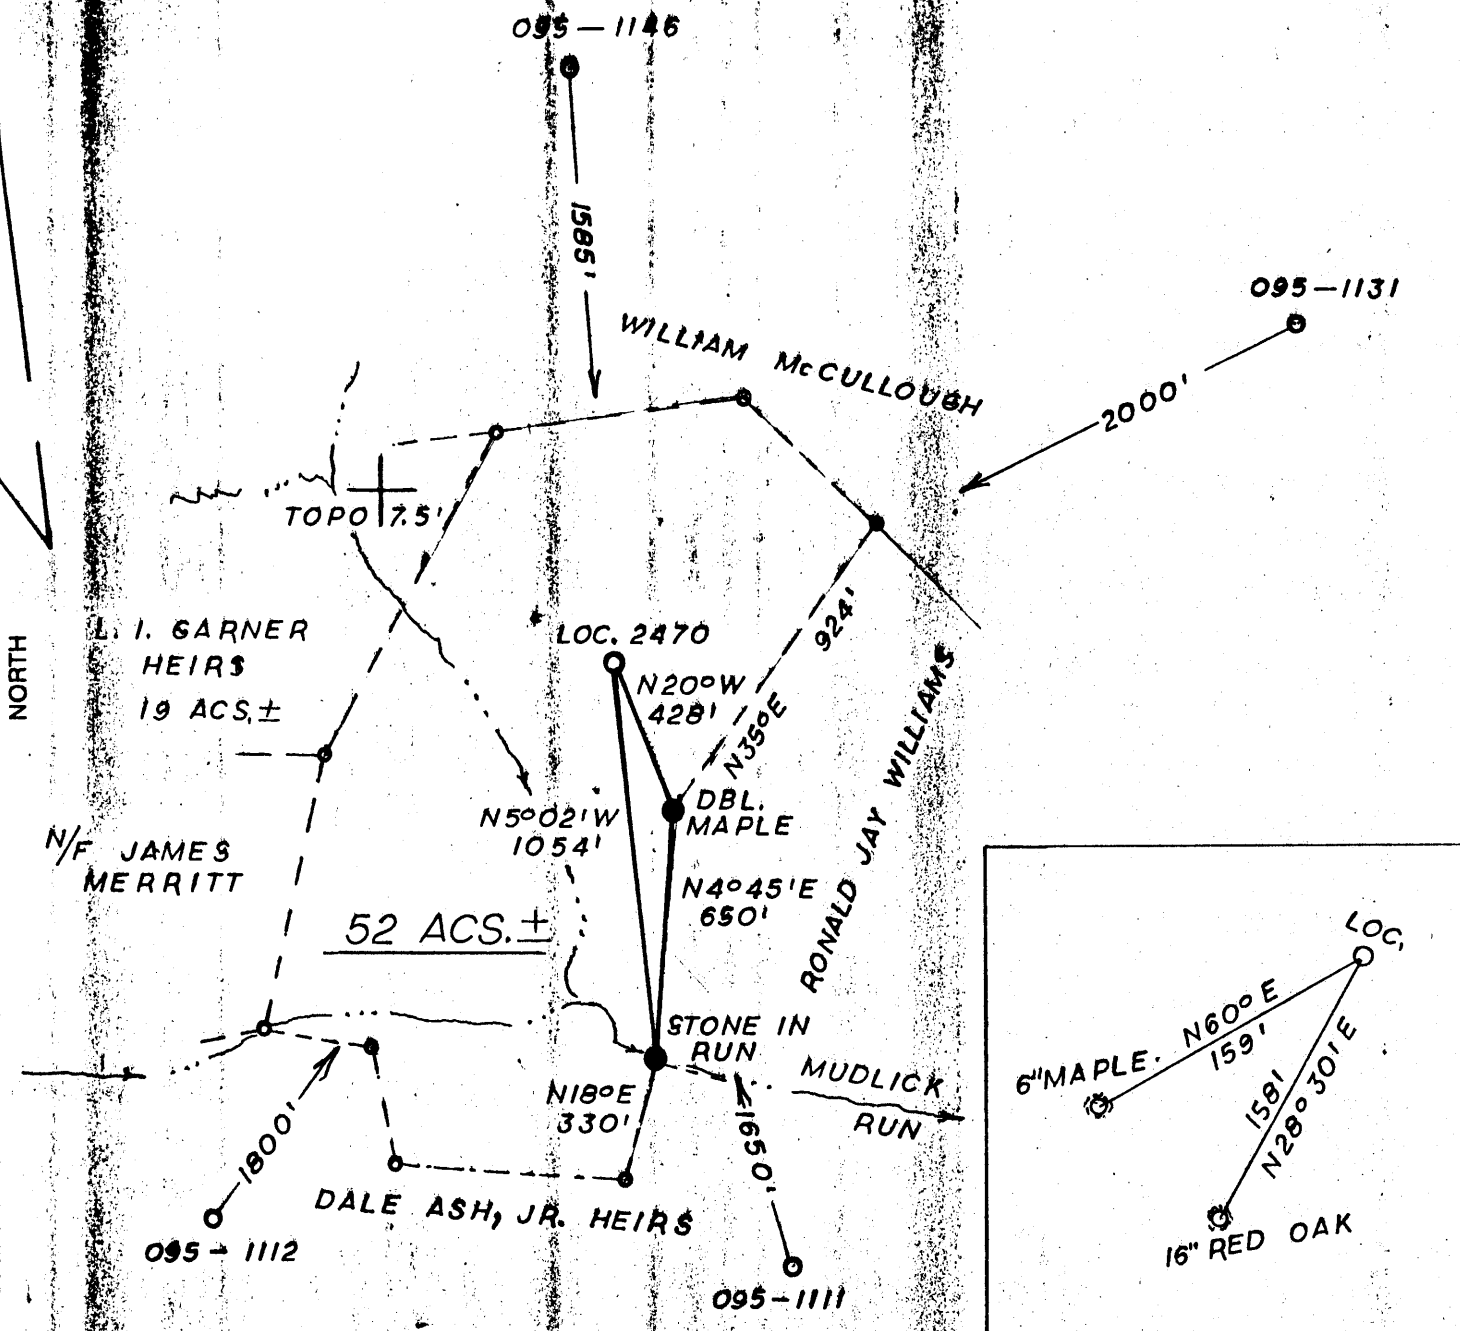 095-1146
1585'
WILLIAM McCULLOUGH
095-1131
2000'
TOPO 7.5'
L. I. GARNER
HEIRS
19 ACS.±
NORTH
LOC. 2470
N20°W
428'
924'
N35°E
RONALD JAY WILLIAMS
DBL.
MAPLE
N5°02'W
1054'
N/F JAMES
MERRITT
N4°45'E
650'
52 ACS.±
STONE IN
RUN
MUDLICK
RUN
N18°E
330'
1800'
1650'
DALE ASH, JR. HEIRS
095-1112
095-1111
LOC.
N60°E
159'
6" MAPLE.
158'
N28°30'E
16" RED OAK